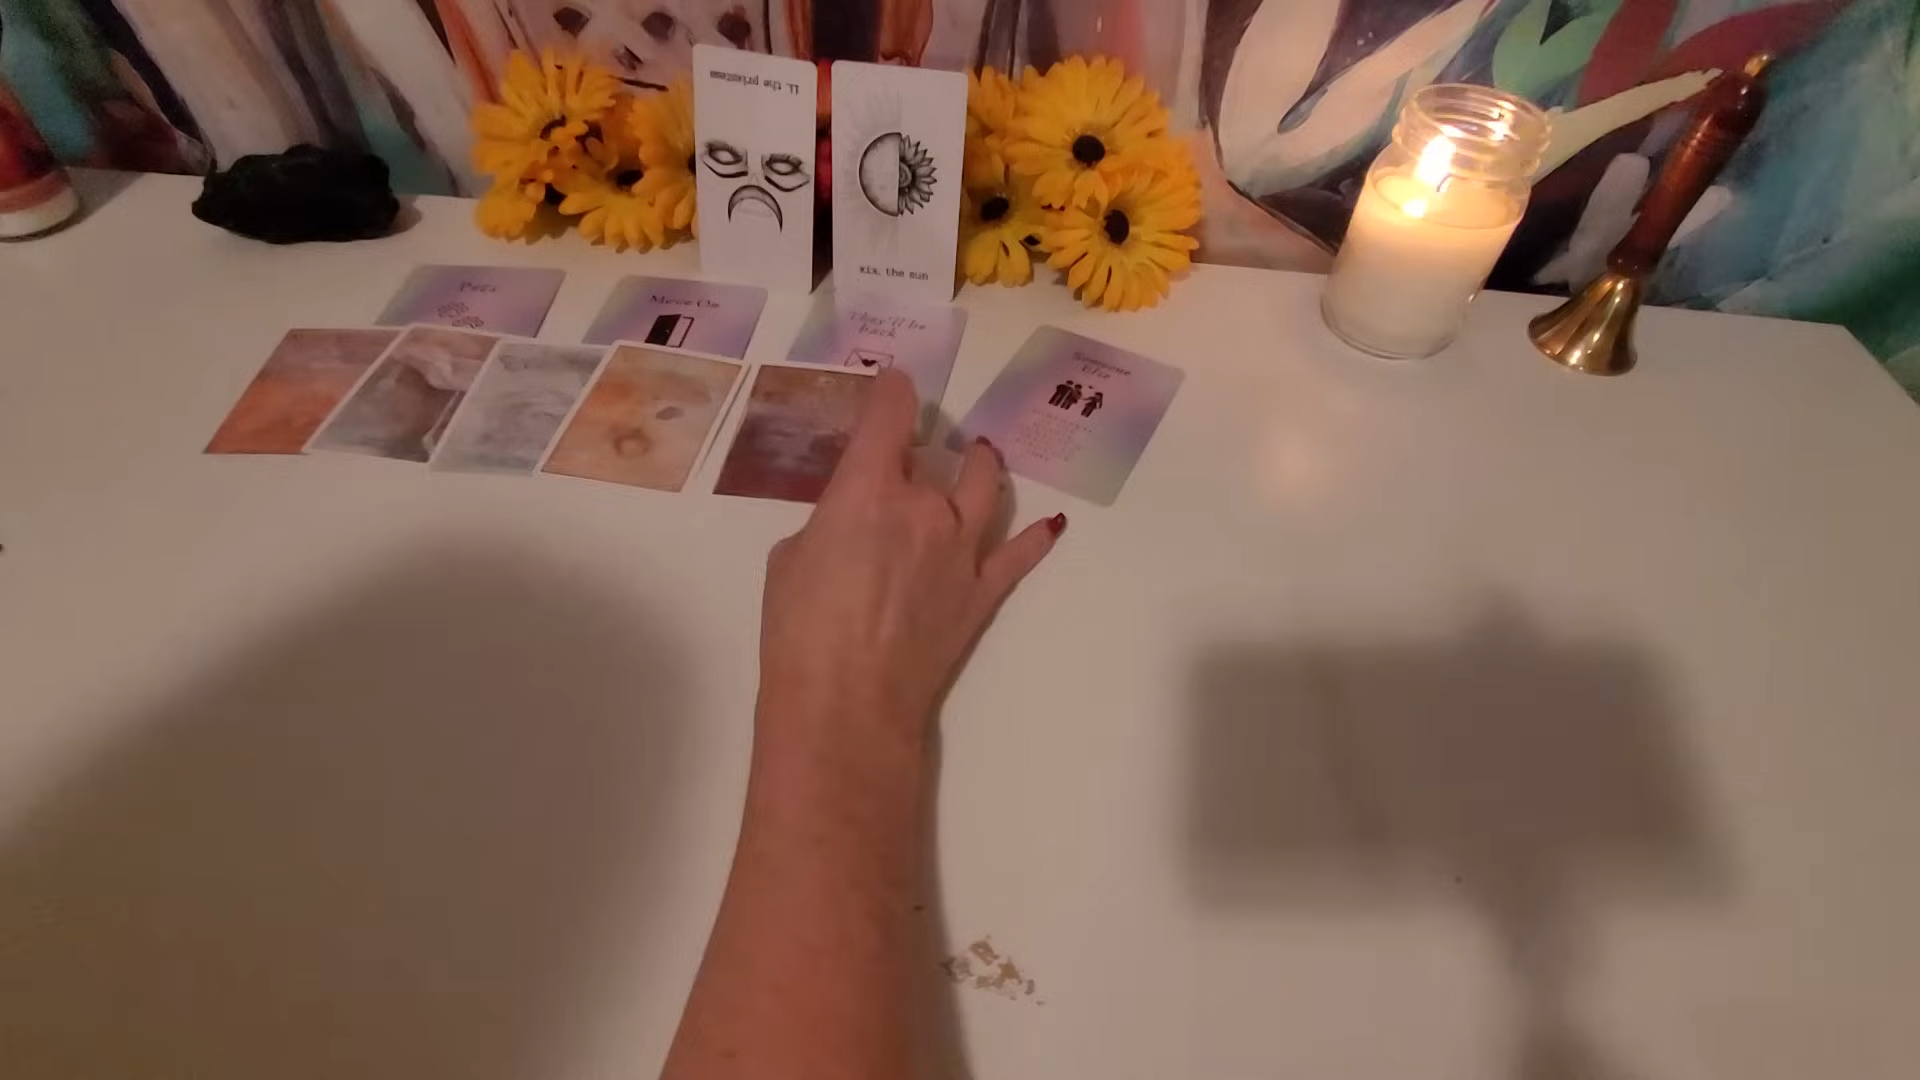 ii. the priestess
xix. the sun
Pets
Move On
They'll be
back
Someone
Else